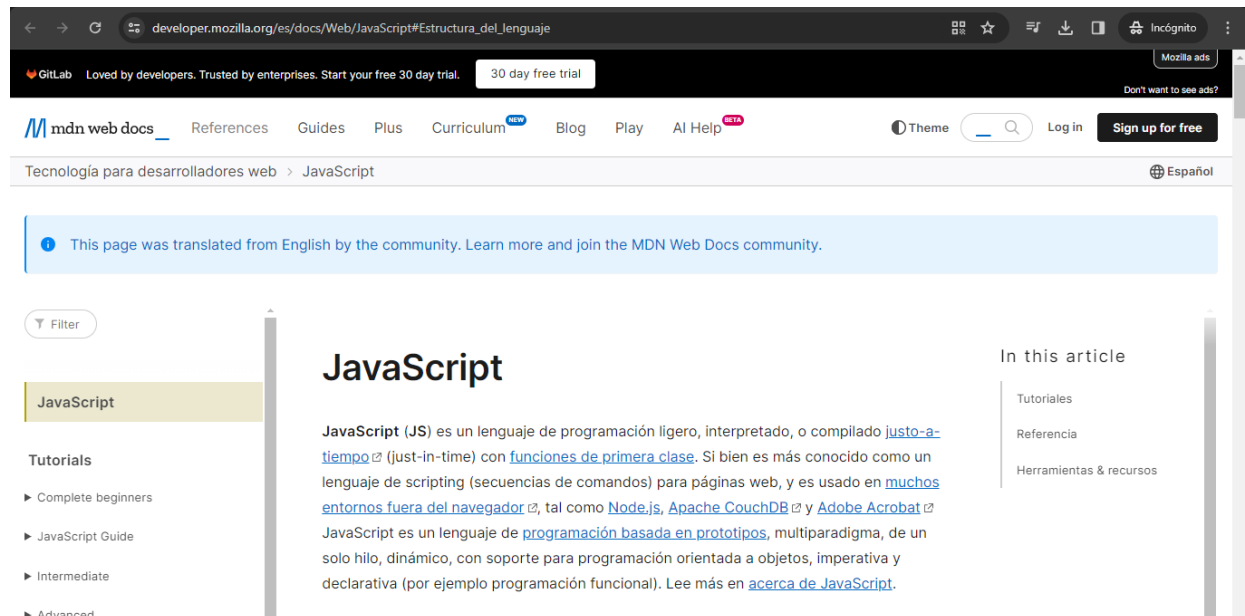 developer.mozilla.org/es/docs/Web/JavaScript#Estructura_del_lenguaje
Incógnito
GitLab Loved by developers. Trusted by enterprises. Start your free 30 day trial. 30 day free trial
Mozilla ads
Don't want to see ads?
mdn web docs_ References Guides Plus Curriculum NEW Blog Play AI Help BETA Theme Log in Sign up for free
Tecnología para desarrolladores web > JavaScript Español
This page was translated from English by the community. Learn more and join the MDN Web Docs community.
Filter
JavaScript
Tutorials
Complete beginners
JavaScript Guide
Intermediate
Advanced
JavaScript
JavaScript (JS) es un lenguaje de programación ligero, interpretado, o compilado justo-a-
tiempo (just-in-time) con funciones de primera clase. Si bien es más conocido como un
lenguaje de scripting (secuencias de comandos) para páginas web, y es usado en muchos
entornos fuera del navegador, tal como Node.js, Apache CouchDB y Adobe Acrobat
JavaScript es un lenguaje de programación basada en prototipos, multiparadigma, de un
solo hilo, dinámico, con soporte para programación orientada a objetos, imperativa y
declarativa (por ejemplo programación funcional). Lee más en acerca de JavaScript.
In this article
Tutoriales
Referencia
Herramientas & recursos